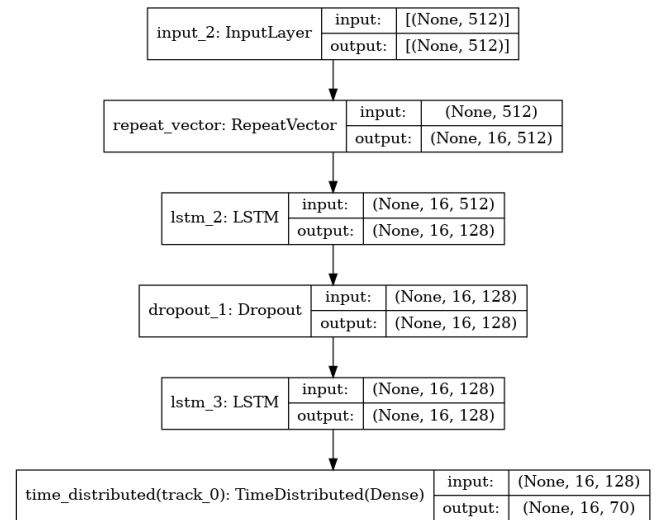 input_2: InputLayer input: [(None, 512)]
output: [(None, 512)]
repeat_vector: RepeatVector input: (None, 512)
output: (None, 16, 512)
lstm_2: LSTM input: (None, 16, 512)
output: (None, 16, 128)
dropout_1: Dropout input: (None, 16, 128)
output: (None, 16, 128)
lstm_3: LSTM input: (None, 16, 128)
output: (None, 16, 128)
time_distributed(track_0): TimeDistributed(Dense) input: (None, 16, 128)
output: (None, 16, 70)